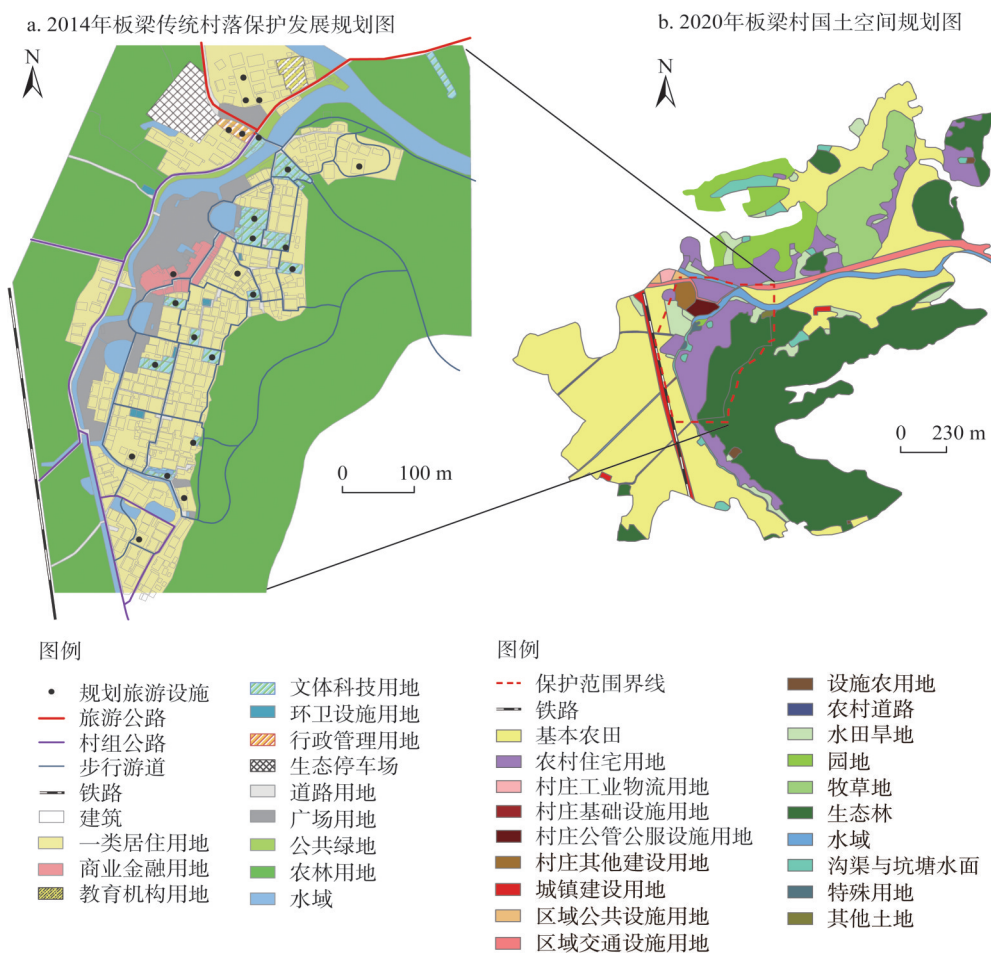 a. 2014年板梁传统村落保护发展规划图
b. 2020年板梁村国土空间规划图
N
N
0 100 m
0 230 m
图例
规划旅游设施
旅游公路
村组公路
步行游道
铁路
建筑
一类居住用地
商业金融用地
教育机构用地
文体科技用地
环卫设施用地
行政管理用地
生态停车场
道路用地
广场用地
公共绿地
农林用地
水域
图例
保护范围界线
铁路
基本农田
农村住宅用地
村庄工业物流用地
村庄基础设施用地
村庄公管公服设施用地
村庄其他建设用地
城镇建设用地
区域公共设施用地
区域交通设施用地
设施农用地
农村道路
水田旱地
园地
牧草地
生态林
水域
沟渠与坑塘水面
特殊用地
其他土地